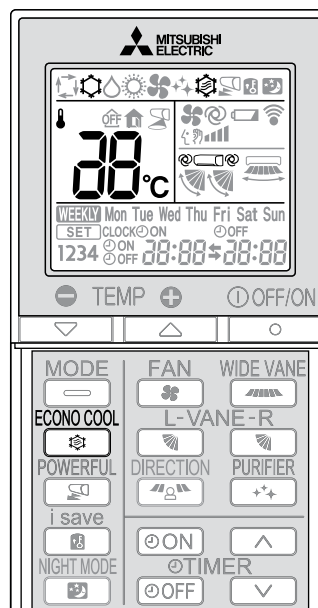 MITSUBISHI
ELECTRIC
OFF
88°C
WEEKLY Mon Tue Wed Thu Fri Sat Sun
SET CLOCK ON OFF
1234 ON OFF 88:88 88:88
TEMP OFF/ON
MODE FAN WIDE VANE
ECONO COOL L-VANE-R
POWERFUL DIRECTION PURIFIER
i save
ON
NIGHT MODE TIMER
OFF